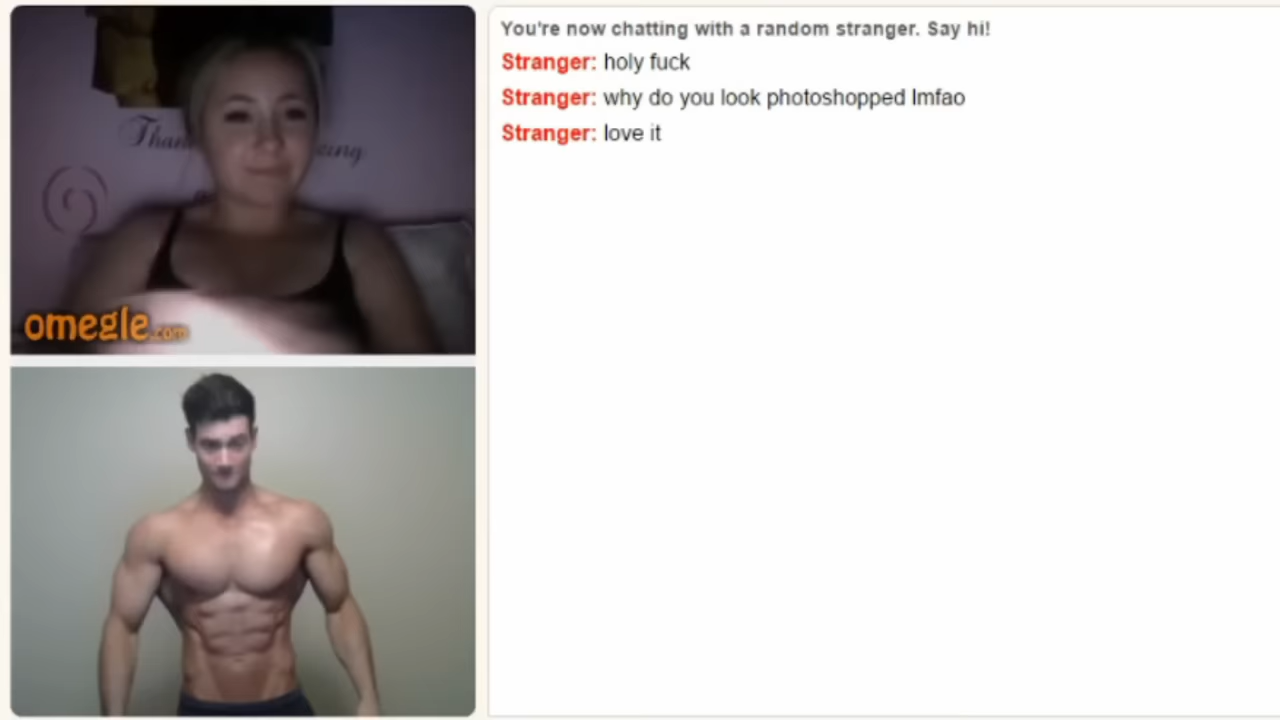 You're now chatting with a random stranger. Say hi!
Stranger: holy fuck
Stranger: why do you look photoshopped lmfao
Stranger: love it
omegle.com